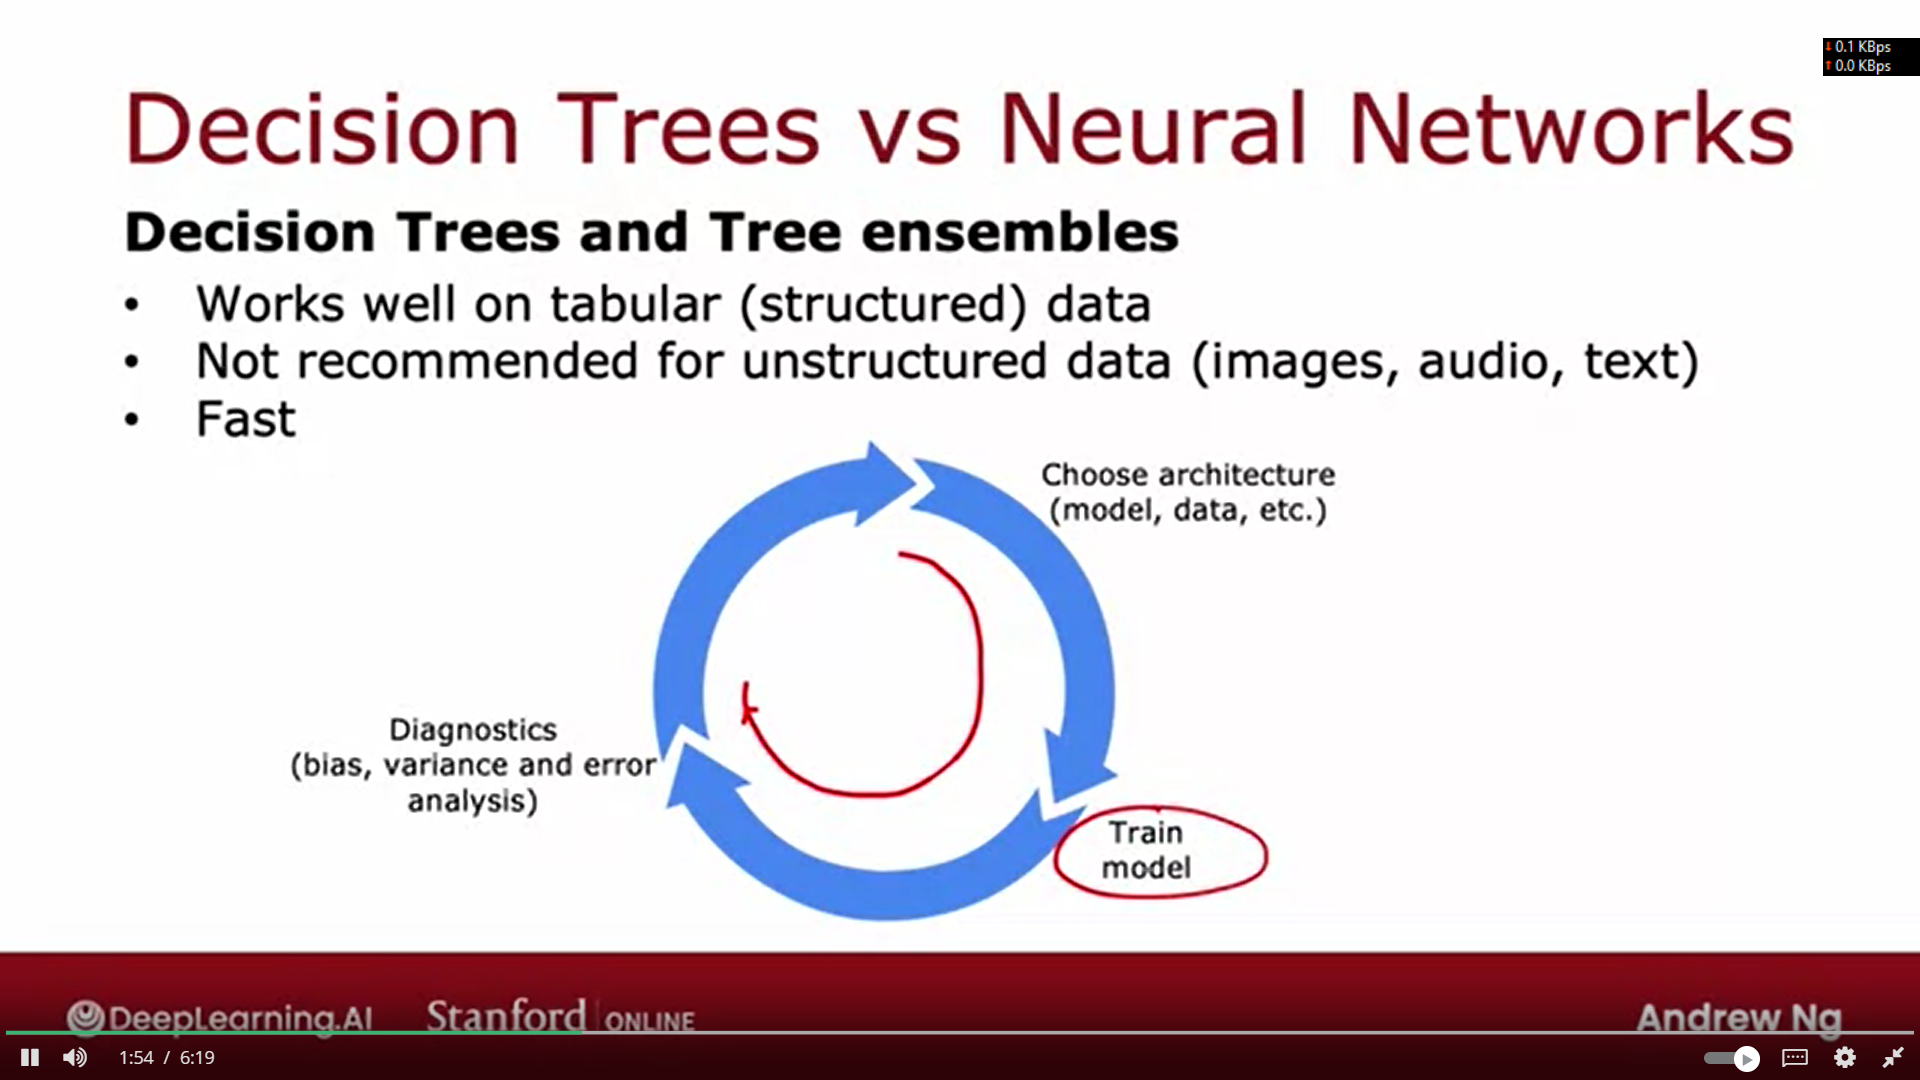 ↓ 0.1 KBps
↑ 0.0 KBps
Decision Trees vs Neural Networks
Decision Trees and Tree ensembles
• Works well on tabular (structured) data
• Not recommended for unstructured data (images, audio, text)
• Fast
Choose architecture
(model, data, etc.)
Diagnostics
(bias, variance and error
analysis)
Train
model
DeepLearning.AI
Stanford | ONLINE
Andrew Ng
1:54 / 6:19